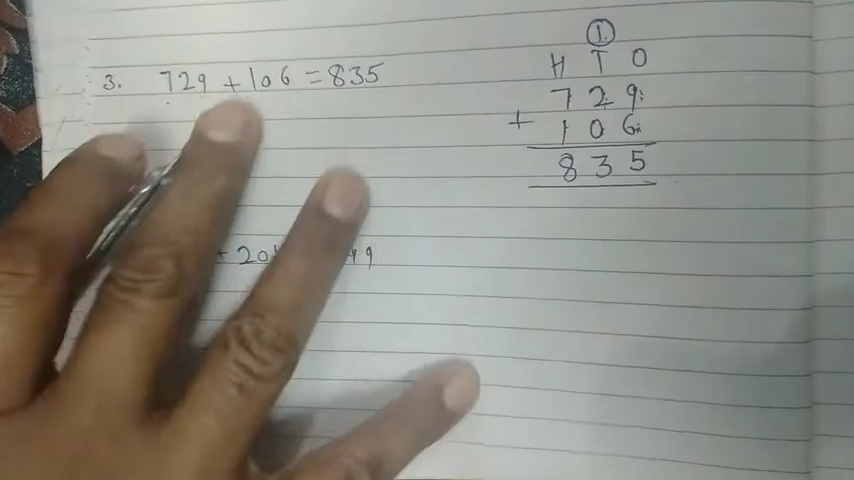 3. 729 + 106 = 835
1
H T O
7 2 9
+ 1 0 6
8 3 5
+ 20